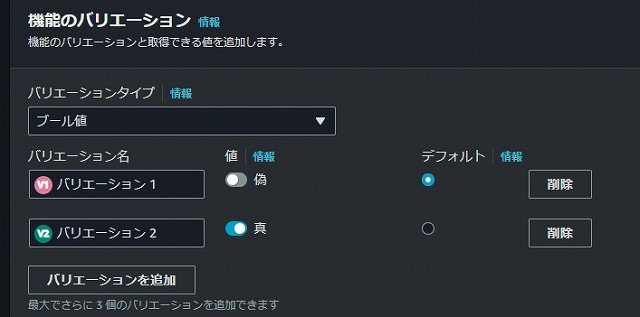 機能のバリエーション 情報
機能のバリエーションと取得できる値を追加します。
バリエーションタイプ 情報
ブール値
バリエーション名 値 情報 デフォルト 情報
V1 バリエーション 1 偽 削除
V2 バリエーション 2 真 削除
バリエーションを追加
最大でさらに 3 個のバリエーションを追加できます